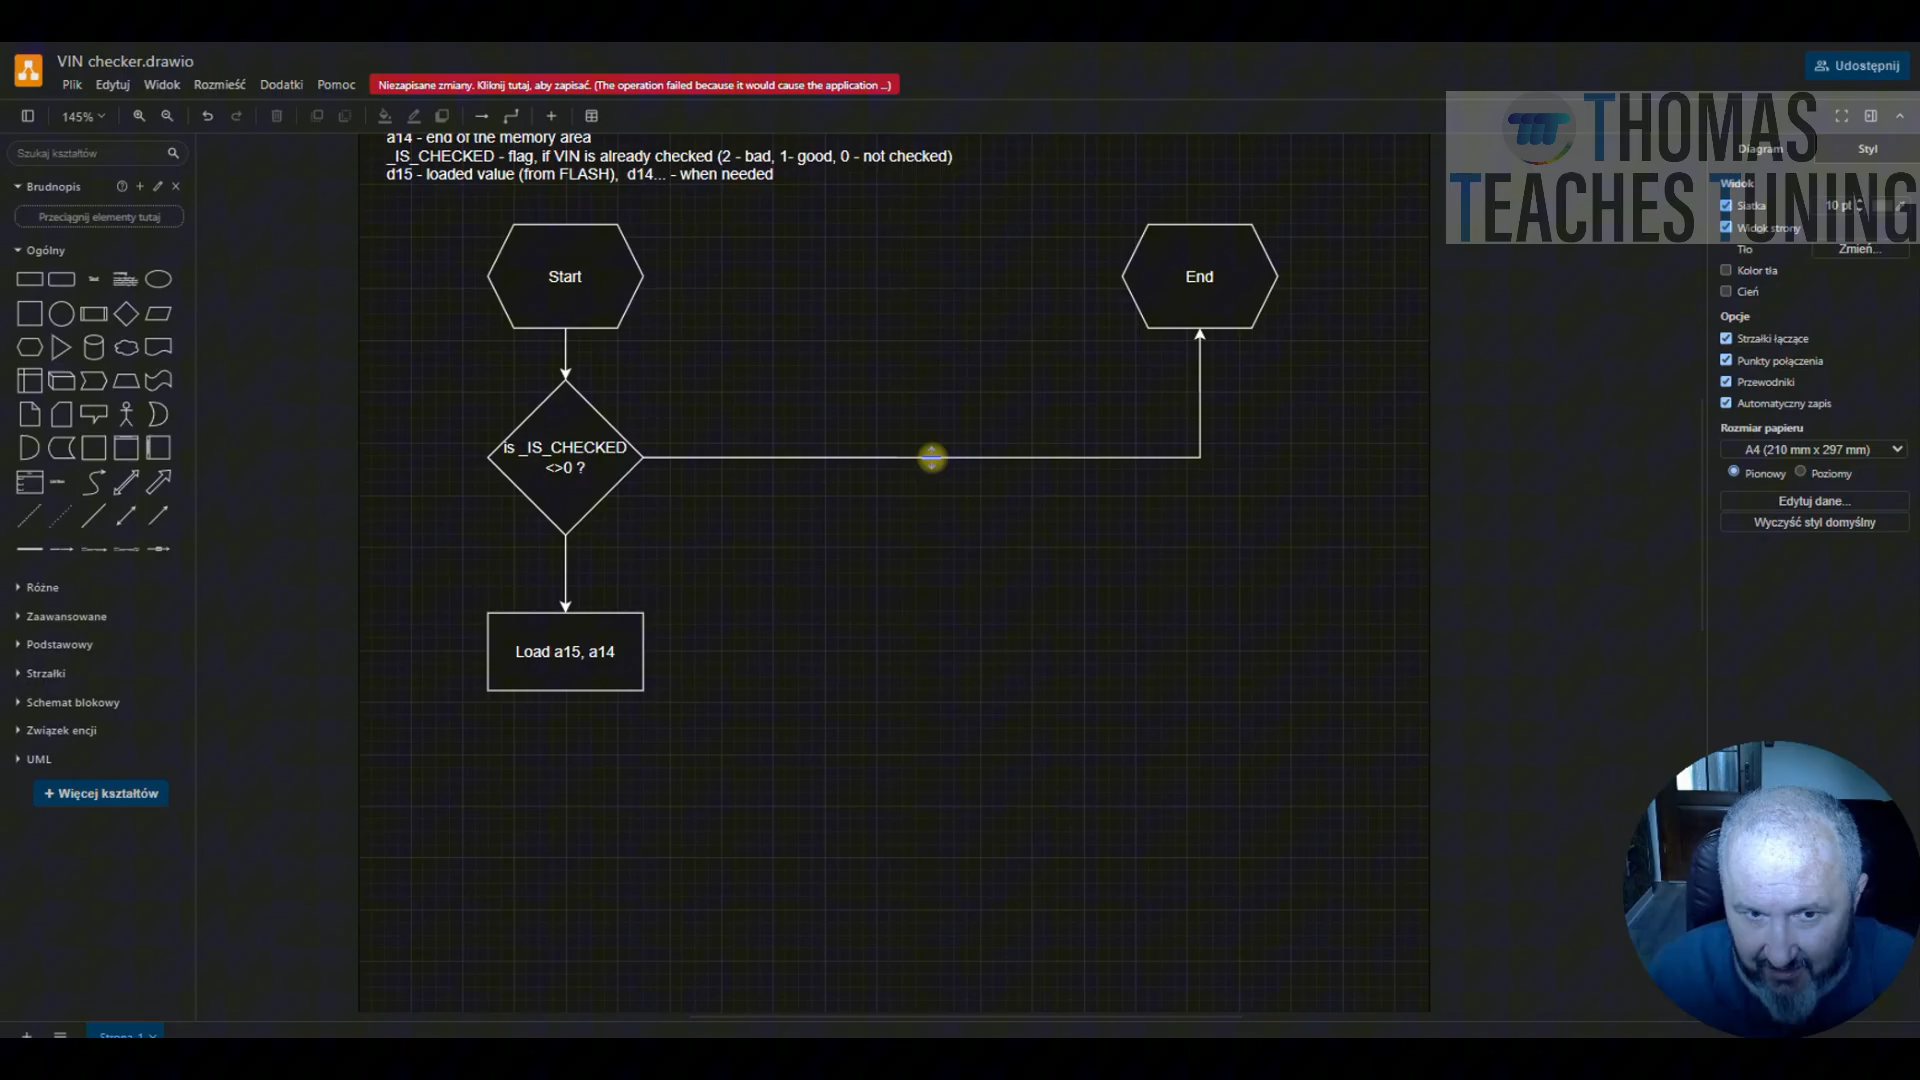 VIN checker.drawio
Plik Edytuj Widok Rozmieść Dodatki Pomoc
Niezapisane zmiany. Kliknij tutaj, aby zapisać. (The operation failed because it would cause the application ...)
Udostępnij
145%
THOMAS
TEACHES TUNING
Szukaj kształtów
Brudnopis
Przeciągnij elementy tutaj
Ogólny
Text
Różne
Zaawansowane
Podstawowy
Strzałki
Schemat blokowy
Związek encji
UML
+ Więcej kształtów
a14 - end of the memory area
_IS_CHECKED - flag, if VIN is already checked (2 - bad, 1- good, 0 - not checked)
d15 - loaded value (from FLASH), d14... - when needed
Start
End
is _IS_CHECKED
<>0 ?
Load a15, a14
Diagram Styl
Widok
Siatka 10 pt
Widok strony
Tło Zmień...
Kolor tła
Cień
Opcje
Strzałki łączące
Punkty połączenia
Przewodniki
Automatyczny zapis
Rozmiar papieru
A4 (210 mm x 297 mm)
Pionowy Poziomy
Edytuj dane...
Wyczyść styl domyślny
Strona-1